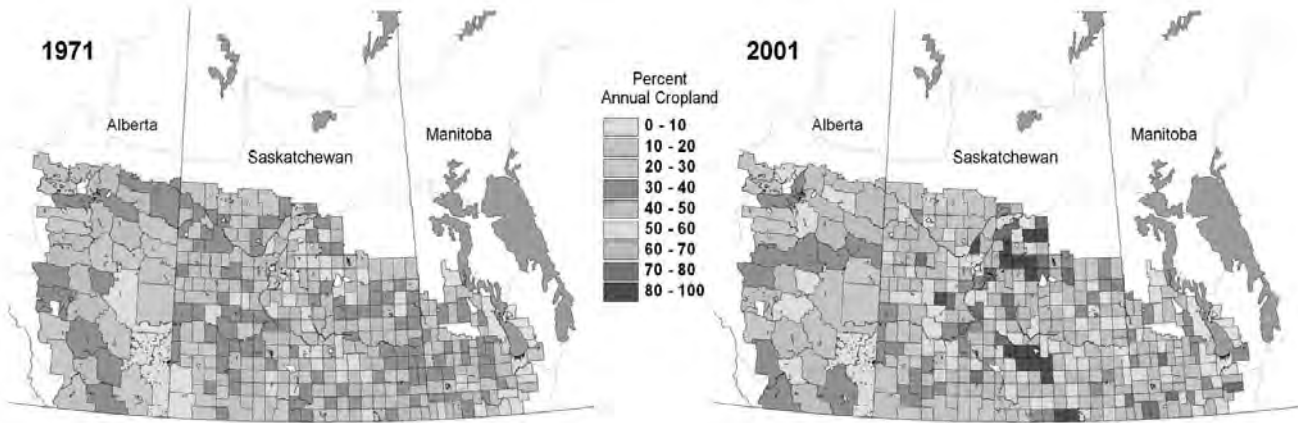 1971
Alberta
Saskatchewan
Manitoba
Percent
Annual Cropland
0 - 10
10 - 20
20 - 30
30 - 40
40 - 50
50 - 60
60 - 70
70 - 80
80 - 100
2001
Alberta
Saskatchewan
Manitoba